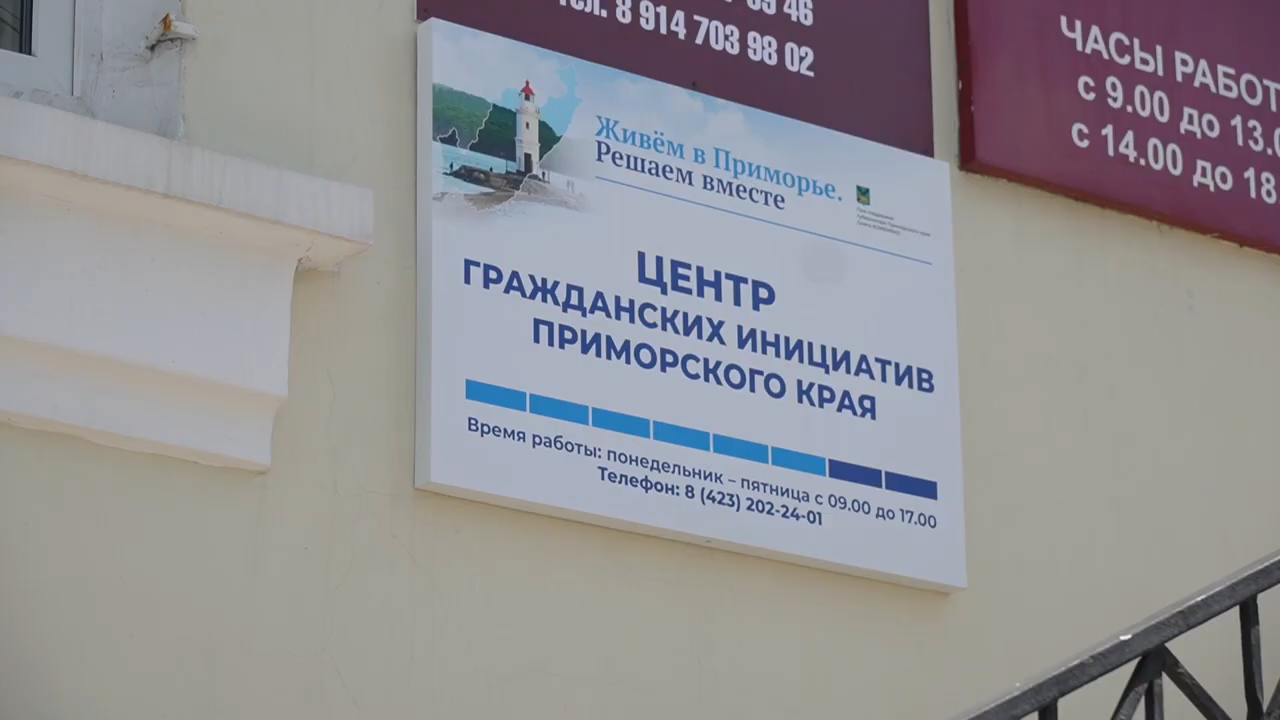 тел. 8 914 703 98 02
Живём в Приморье.
Решаем вместе
ЦЕНТР
ГРАЖДАНСКИХ ИНИЦИАТИВ
ПРИМОРСКОГО КРАЯ
Время работы: понедельник – пятница с 09.00 до 17.00
Телефон: 8 (423) 202-24-01
ЧАСЫ РАБОТ
с 9.00 до 13.0
с 14.00 до 18